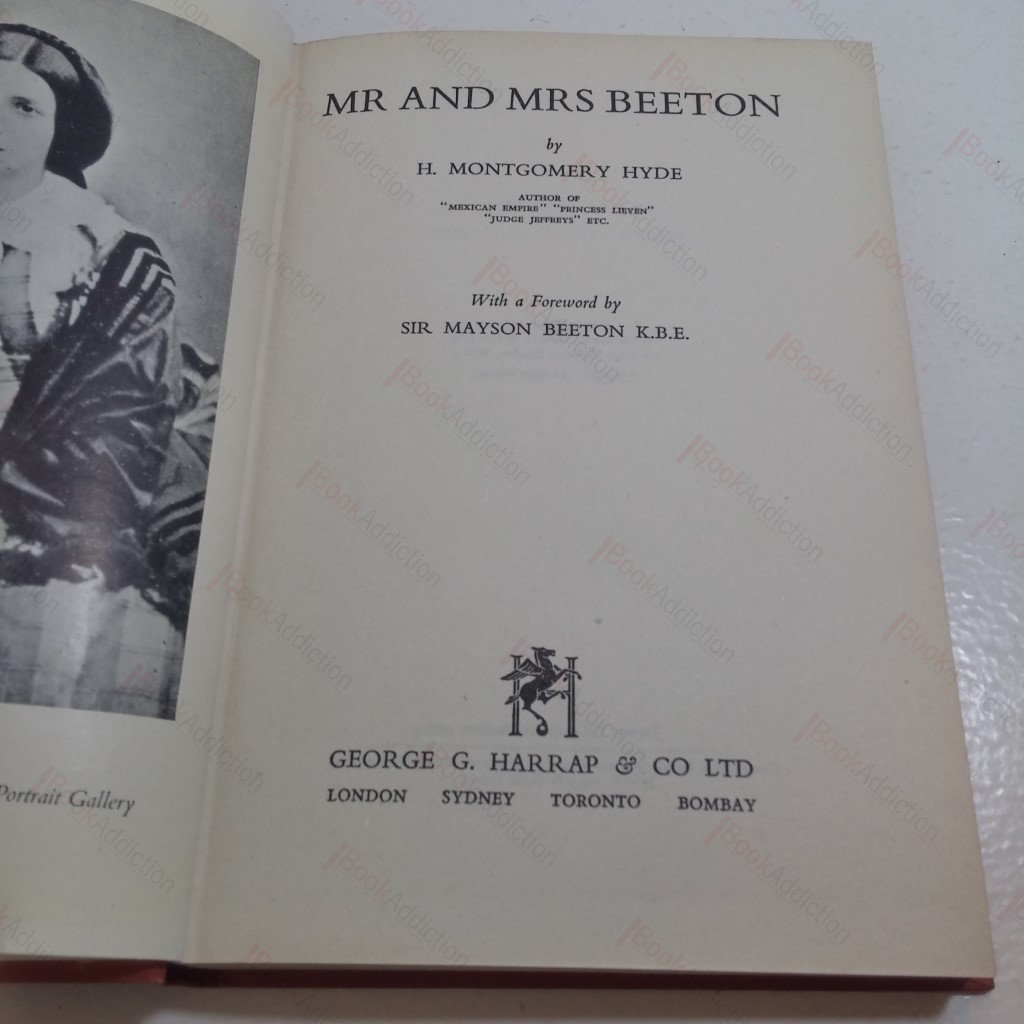 MR AND MRS BEETON
by
H. MONTGOMERY HYDE
AUTHOR OF
"MEXICAN EMPIRE" "PRINCESS LIEVEN"
"JUDGE JEFFREYS" ETC.
With a Foreword by
SIR MAYSON BEETON K.B.E.
H
GEORGE G. HARRAP & CO LTD
LONDON SYDNEY TORONTO BOMBAY
Portrait Gallery
BookAddiction